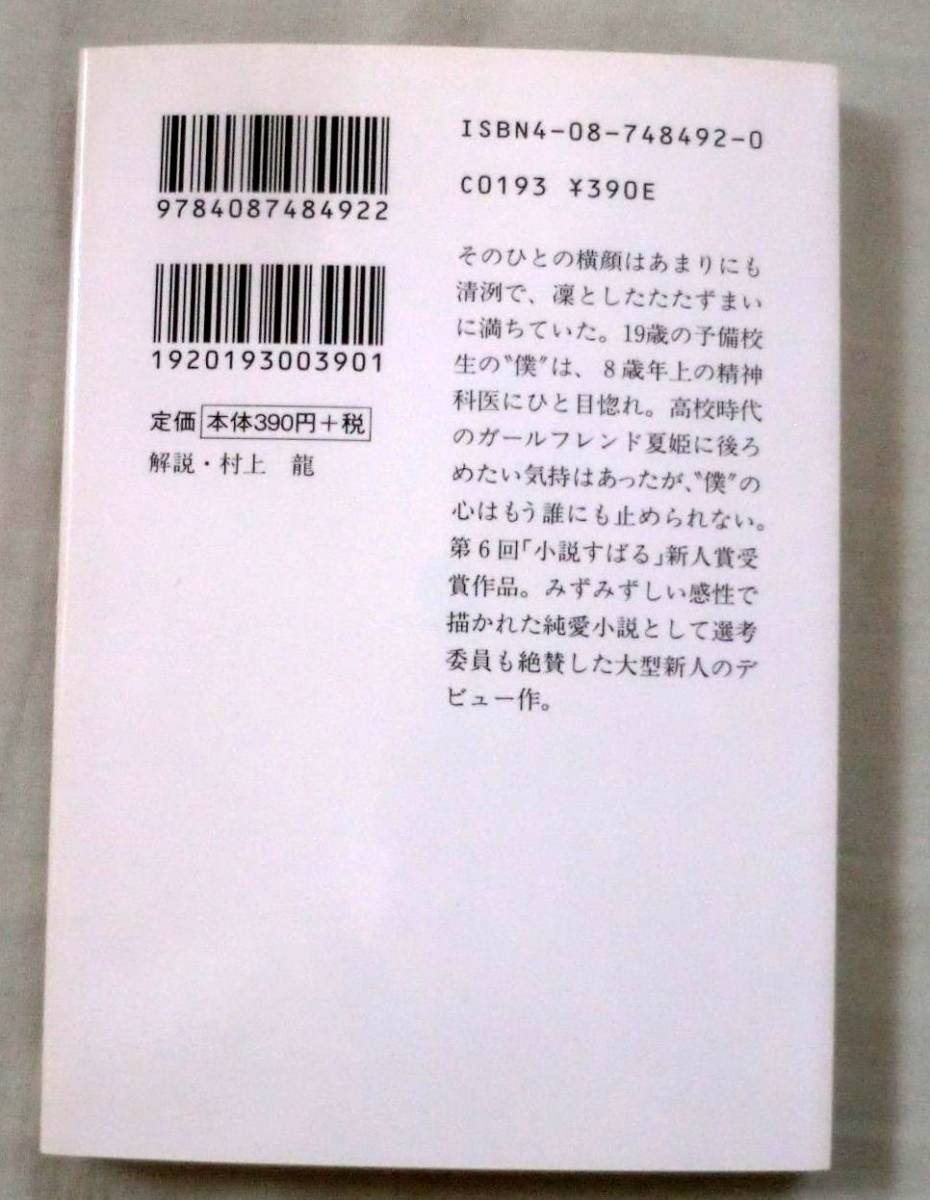 9784087484922
1920193003901
定価 本体390円+税
解説・村上 龍
ISBN4-08-748492-0
C0193 ¥390E
そのひとの横顔はあまりにも
清冽で、凜としたたたずまい
に満ちていた。19歳の予備校
生の〝僕〞は、8歳年上の精神
科医にひと目惚れ。高校時代
のガールフレンド夏姫に後ろ
めたい気持はあったが、〝僕〞の
心はもう誰にも止められない。
第6回「小説すばる」新人賞受
賞作品。みずみずしい感性で
描かれた純愛小説として選考
委員も絶賛した大型新人のデ
ビュー作。